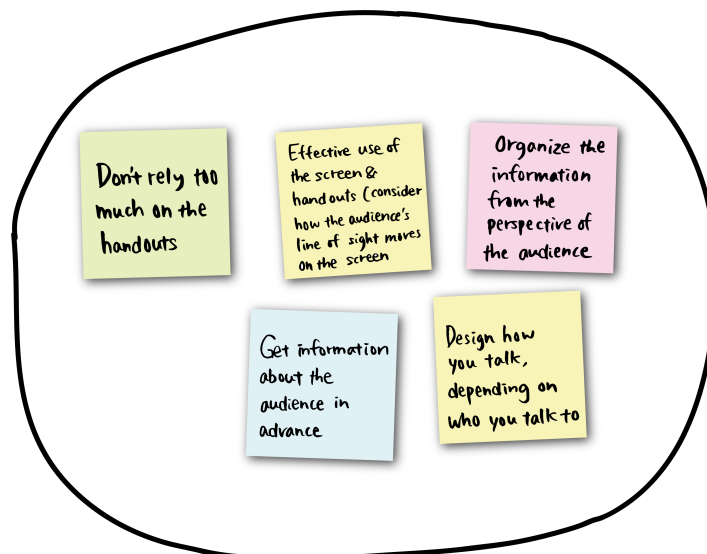 Don't rely too
much on the
handouts
Effective use of
the screen &
handouts (consider
how the audience's
line of sight moves
on the screen
Organize the
information
from the
perspective of
the audience
Get information
about the
audience in
advance
Design how
you talk,
depending on
who you talk to